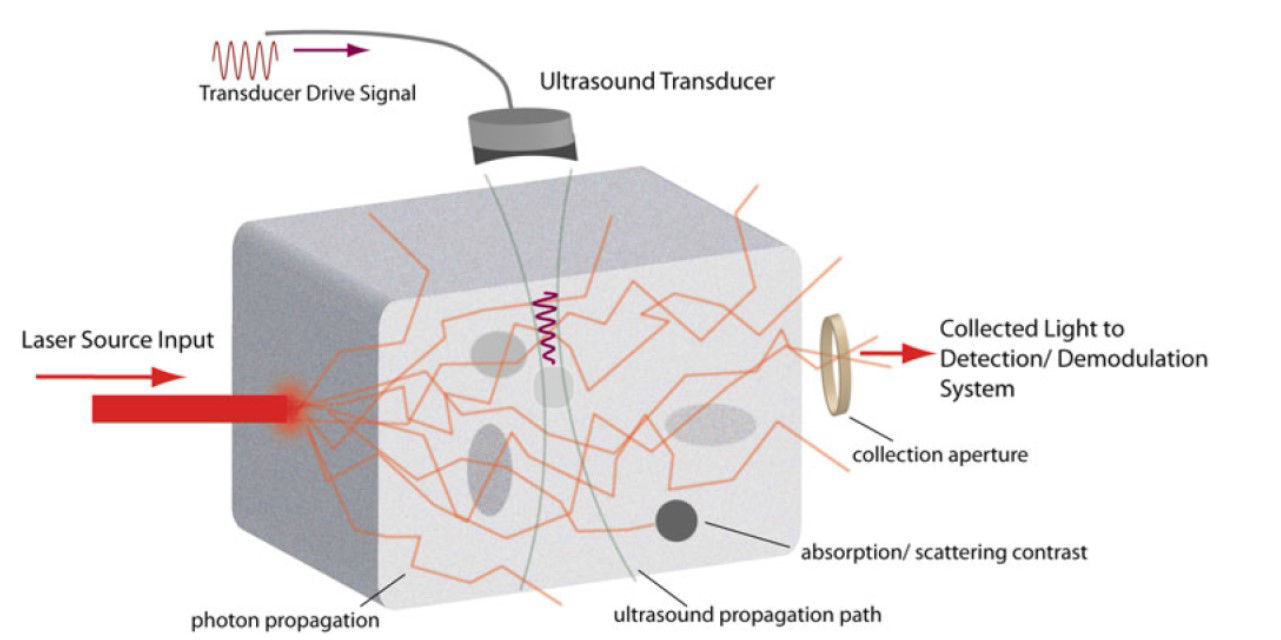 Transducer Drive Signal
Ultrasound Transducer
Laser Source Input
Collected Light to
Detection/ Demodulation
System
collection aperture
absorption/ scattering contrast
photon propagation
ultrasound propagation path